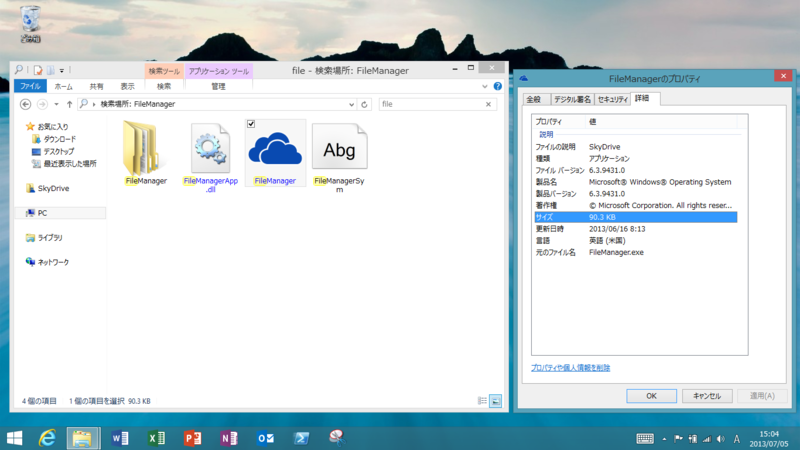 ごみ箱
検索ツール
アプリケーション ツール
file - 検索場所: FileManager
ファイル
ホーム
共有
表示
検索
管理
検索場所: FileManager
file
お気に入り
ダウンロード
デスクトップ
最近表示した場所
SkyDrive
PC
ライブラリ
ネットワーク
FileManager
FileManagerApp
.dll
FileManager
Abg
FileManagerSy
m
4 個の項目
1 個の項目を選択 90.3 KB
FileManagerのプロパティ
全般
デジタル署名
セキュリティ
詳細
プロパティ
値
説明
ファイルの説明 SkyDrive
種類 アプリケーション
ファイル バージョン 6.3.9431.0
製品名 Microsoft® Windows® Operating System
製品バージョン 6.3.9431.0
著作権 © Microsoft Corporation. All rights reser...
サイズ 90.3 KB
更新日時 2013/06/16 8:13
言語 英語 (米国)
元のファイル名 FileManager.exe
プロパティや個人情報を削除
OK
キャンセル
適用(A)
A
15:04
2013/07/05